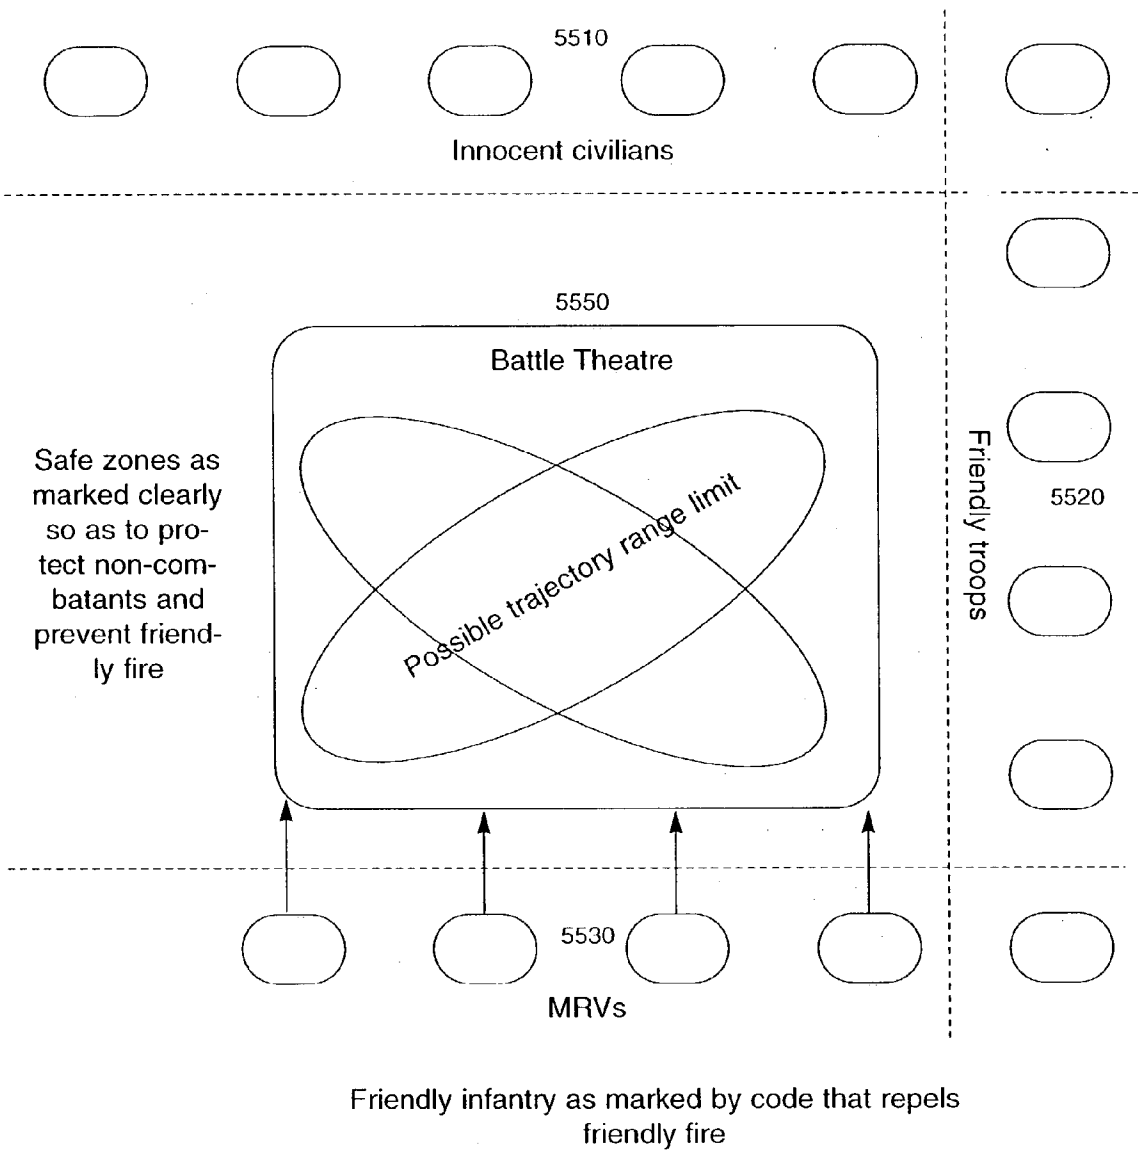 5510
Innocent civilians
5550
Battle Theatre
Possible trajectory range limit
Safe zones as
marked clearly
so as to pro-
tect non-com-
batants and
prevent friend-
ly fire
Friendly troops
5520
5530
MRVs
Friendly infantry as marked by code that repels
friendly fire